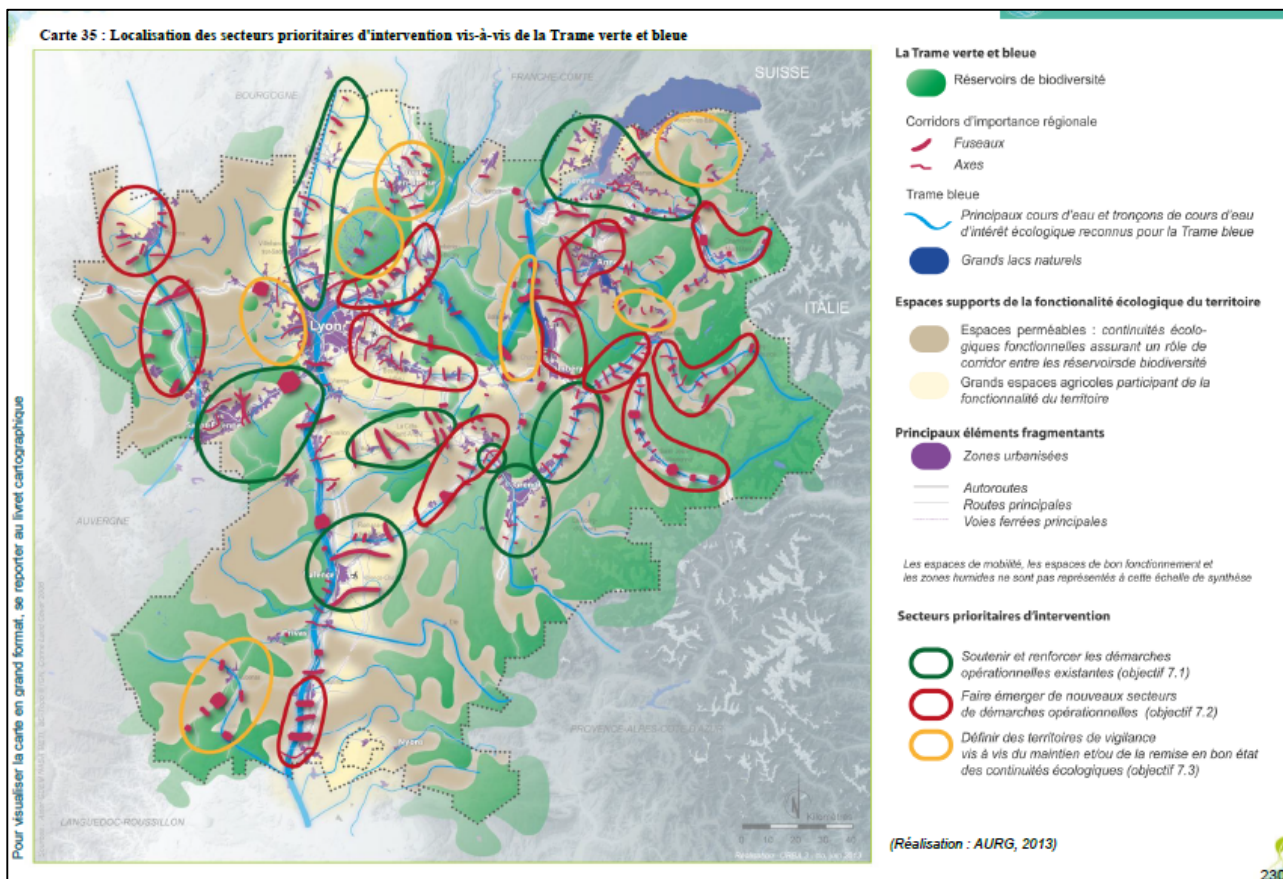 Carte 35 : Localisation des secteurs prioritaires d'intervention vis-à-vis de la Trame verte et bleue
BOURGOGNE
FRANCHE-COMTE
SUISSE
ITALIE
Lyon
AUVERGNE
PROVENCE-ALPES-COTE
LANGUEDOC-ROUSSILLON
0 10 20 30 40
Pour visualiser la carte en grand format, se reporter au livret cartographique
La Trame verte et bleue
Réservoirs de biodiversité
Corridors d'importance régionale
Fuseaux
Axes
Trame bleue
Principaux cours d'eau et tronçons de cours d'eau
d'intérêt écologique reconnus pour la Trame bleue
Grands lacs naturels
Espaces supports de la fonctionalité écologique du territoire
Espaces perméables : continuités écolo-
giques fonctionnelles assurant un rôle de
corridor entre les réservoirsde biodiversité
Grands espaces agricoles participant de la
fonctionnalité du territoire
Principaux éléments fragmentants
Zones urbanisées
Autoroutes
Routes principales
Voies ferrées principales
Les espaces de mobilité, les espaces de bon fonctionnement et
les zones humides ne sont pas représentés à cette échelle de synthèse
Secteurs prioritaires d'intervention
Soutenir et renforcer les démarches
opérationnelles existantes (objectif 7.1)
Faire émerger de nouveaux secteurs
de démarches opérationnelles (objectif 7.2)
Définir des territoires de vigilance
vis à vis du maintien et/ou de la remise en bon état
des continuités écologiques (objectif 7.3)
(Réalisation : AURG, 2013)
230